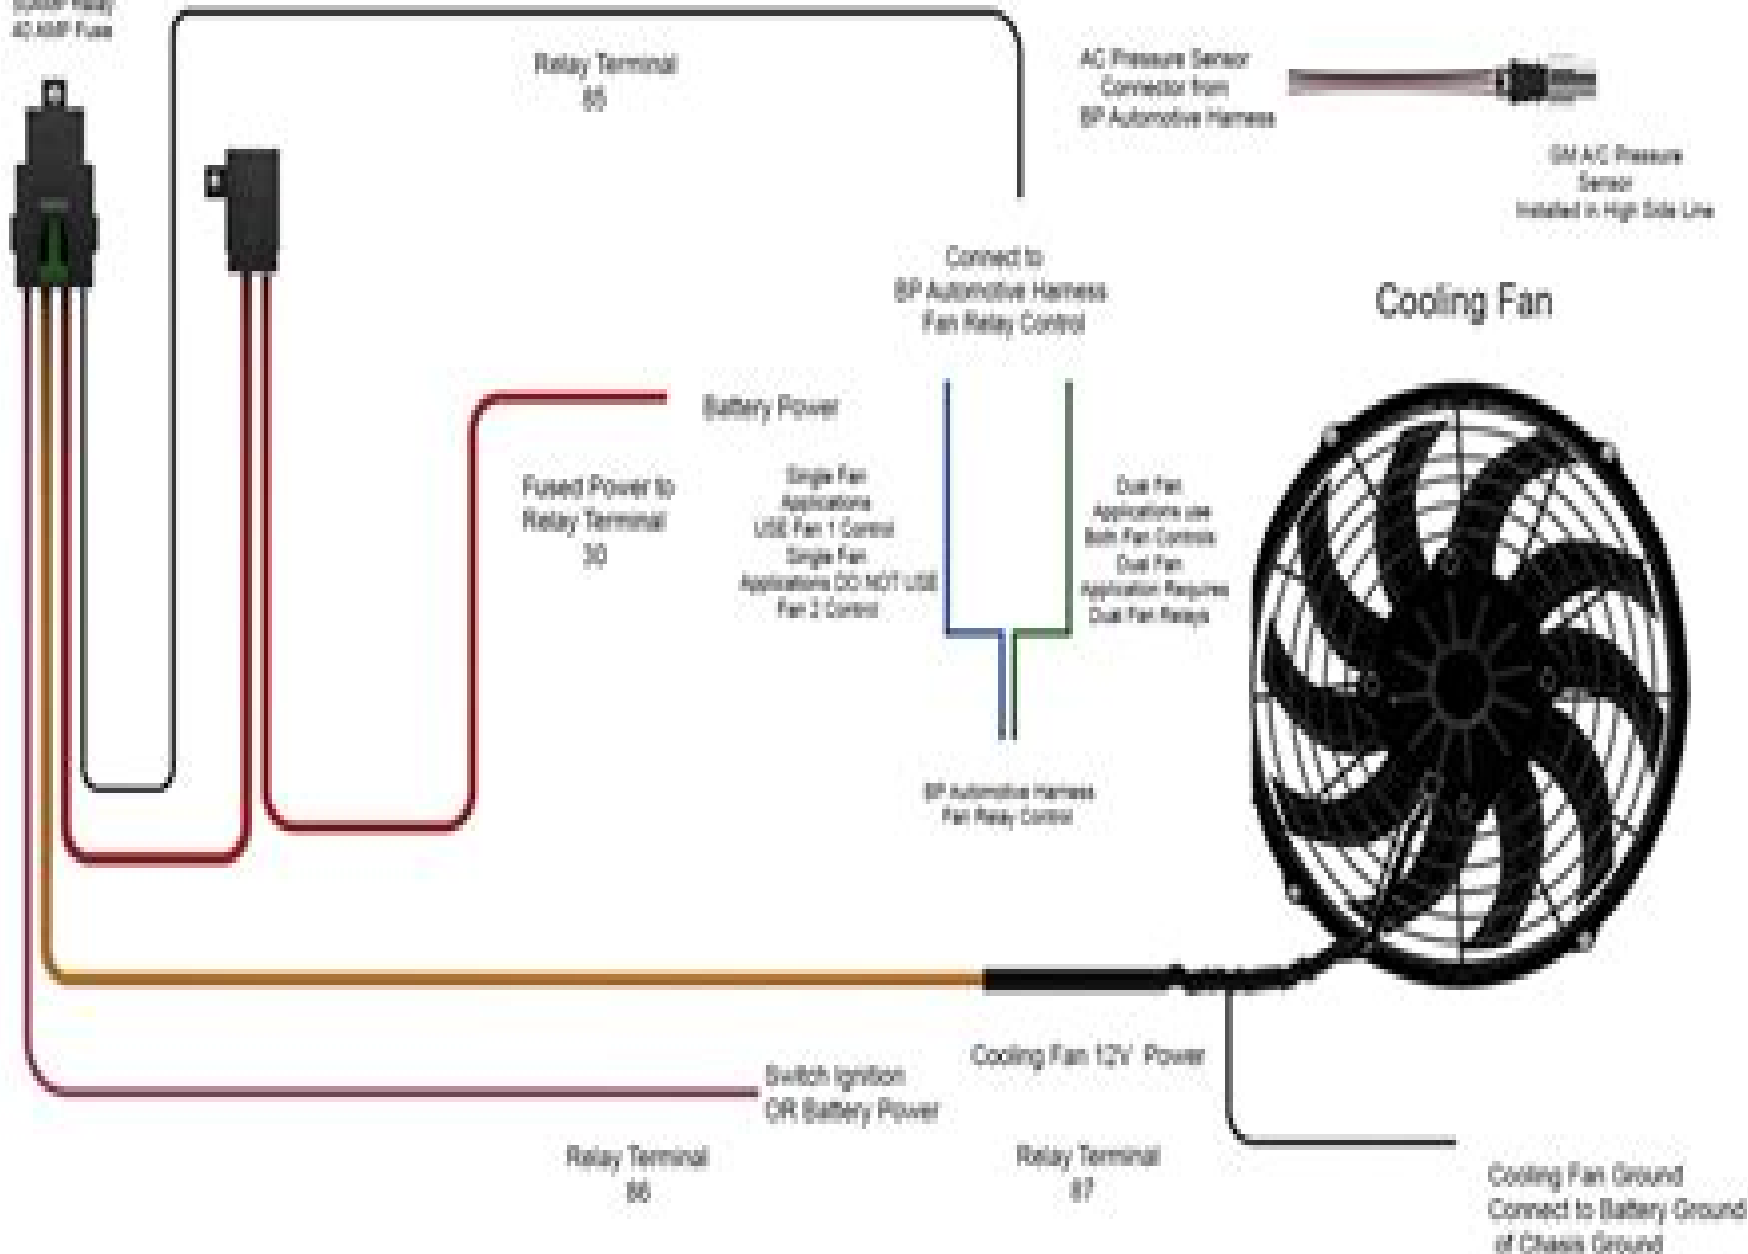 Relay
40 AMP Fuse
Relay Terminal
85
AC Pressure Sensor
Connector from
BP Automotive Harness
GM A/C Pressure
Sensor
Installed in High Side Line
Connect to
BP Automotive Harness
Fan Relay Control
Cooling Fan
Battery Power
Fused Power to
Relay Terminal
30
Single Fan
Applications
USE Fan 1 Control
Single Fan
Applications DO NOT USE
Fan 2 Control
Dual Fan
Applications use
Both Fan Controls
Dual Fan
Application Requires
Dual Fan Relays
BP Automotive Harness
Fan Relay Control
Cooling Fan 12V Power
Switch Ignition
OR Battery Power
Relay Terminal
86
Relay Terminal
87
Cooling Fan Ground
Connect to Battery Ground
of Chasis Ground